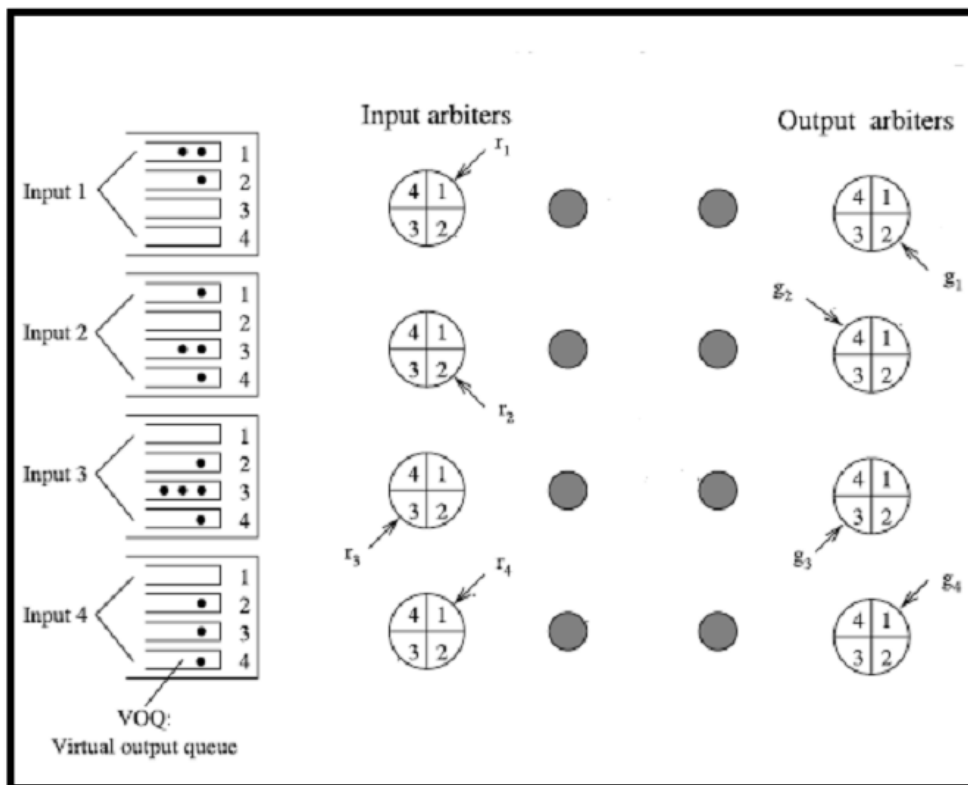 Input arbiters
Output arbiters
r1
Input 1
1
2
3
4
4 1
3 2
4 1
3 2
g1
Input 2
1
2
3
4
4 1
3 2
r2
g2
4 1
3 2
Input 3
1
2
3
4
4 1
3 2
r3
4 1
3 2
g3
Input 4
1
2
3
4
r4
4 1
3 2
g4
4 1
3 2
VOQ:
Virtual output queue